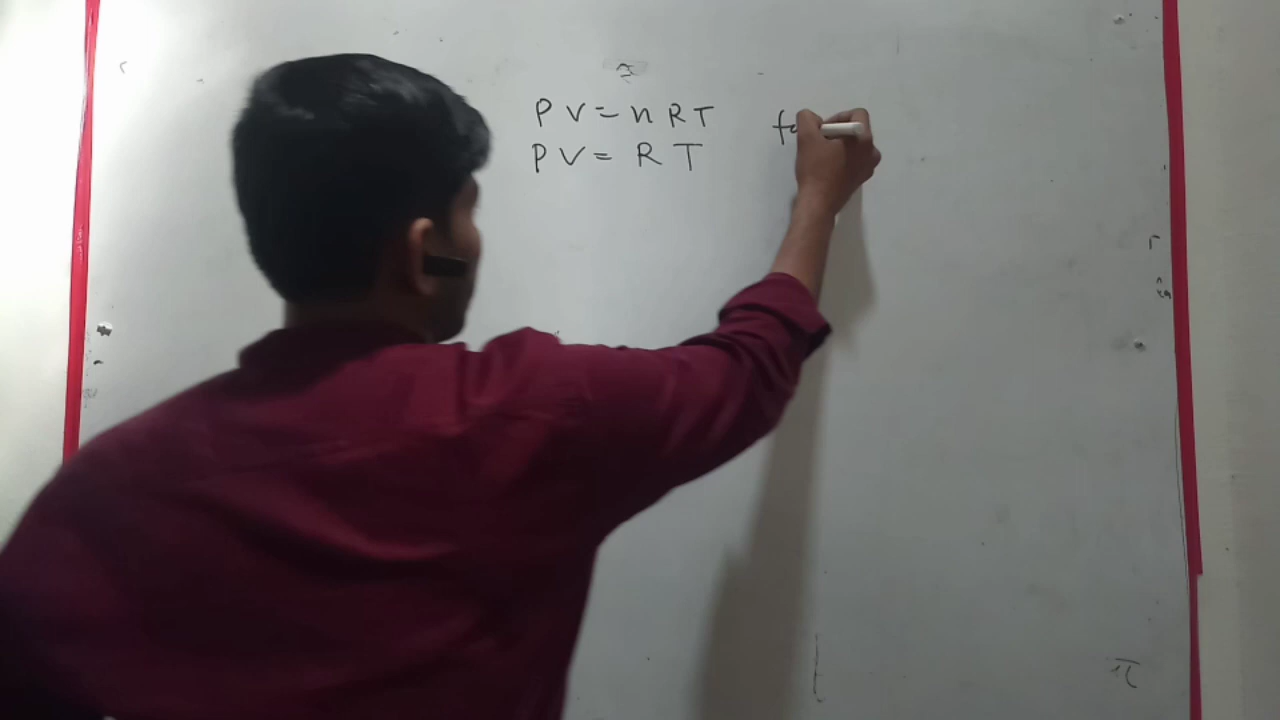 PV = nRT
PV = RT